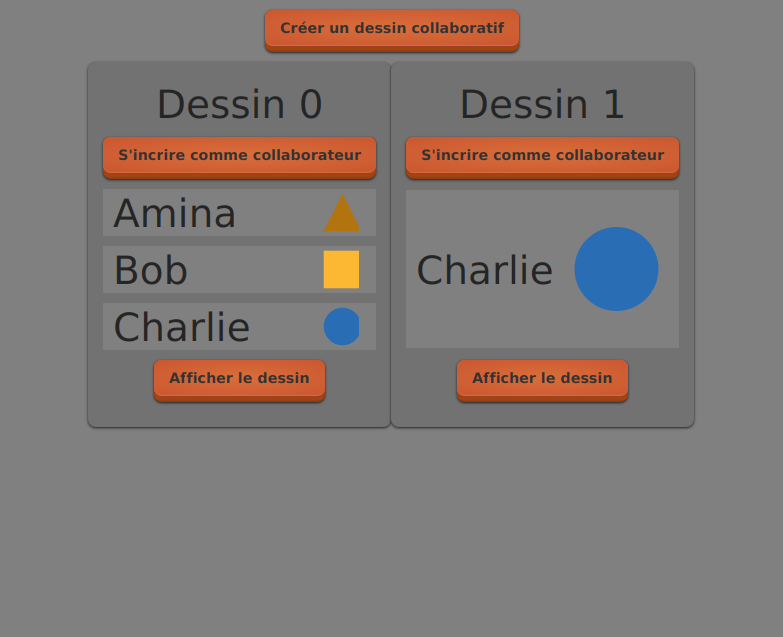 Créer un dessin collaboratif
Dessin 0
S'incrire comme collaborateur
Amina
Bob
Charlie
Afficher le dessin
Dessin 1
S'incrire comme collaborateur
Charlie
Afficher le dessin